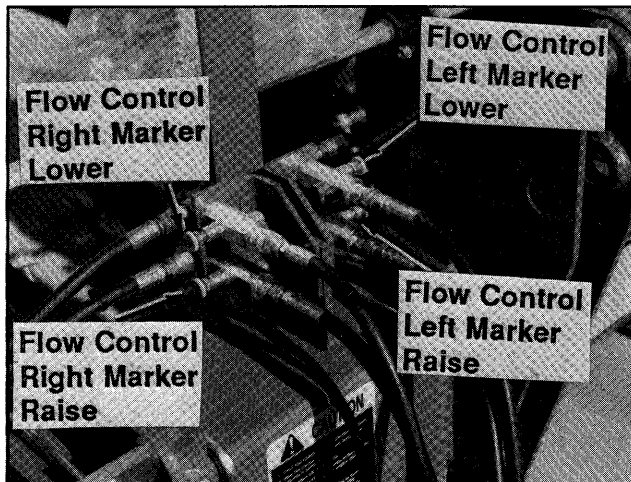 Flow Control
Right Marker
Lower
Flow Control
Left Marker
Lower
Flow Control
Right Marker
Raise
Flow Control
Left Marker
Raise